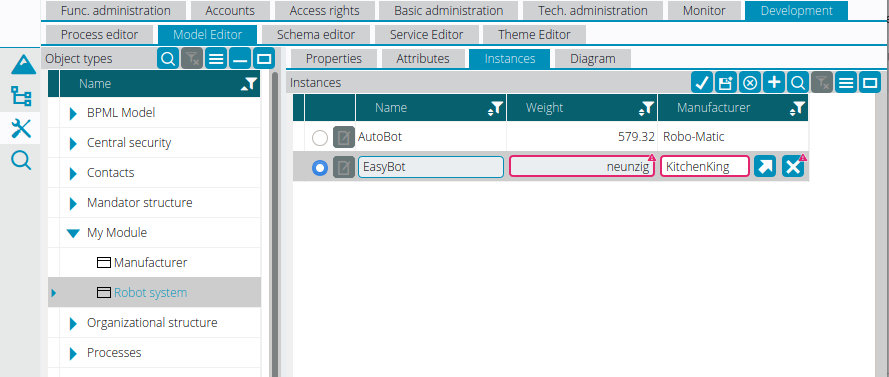 Func. administration Accounts Access rights Basic administration Tech. administration Monitor Development
Process editor Model Editor Schema editor Service Editor Theme Editor
Object types
Name
BPML Model
Central security
Contacts
Mandator structure
My Module
Manufacturer
Robot system
Organizational structure
Processes
Properties Attributes Instances Diagram
Instances
Name Weight Manufacturer
AutoBot 579.32 Robo-Matic
EasyBot neunzig KitchenKing